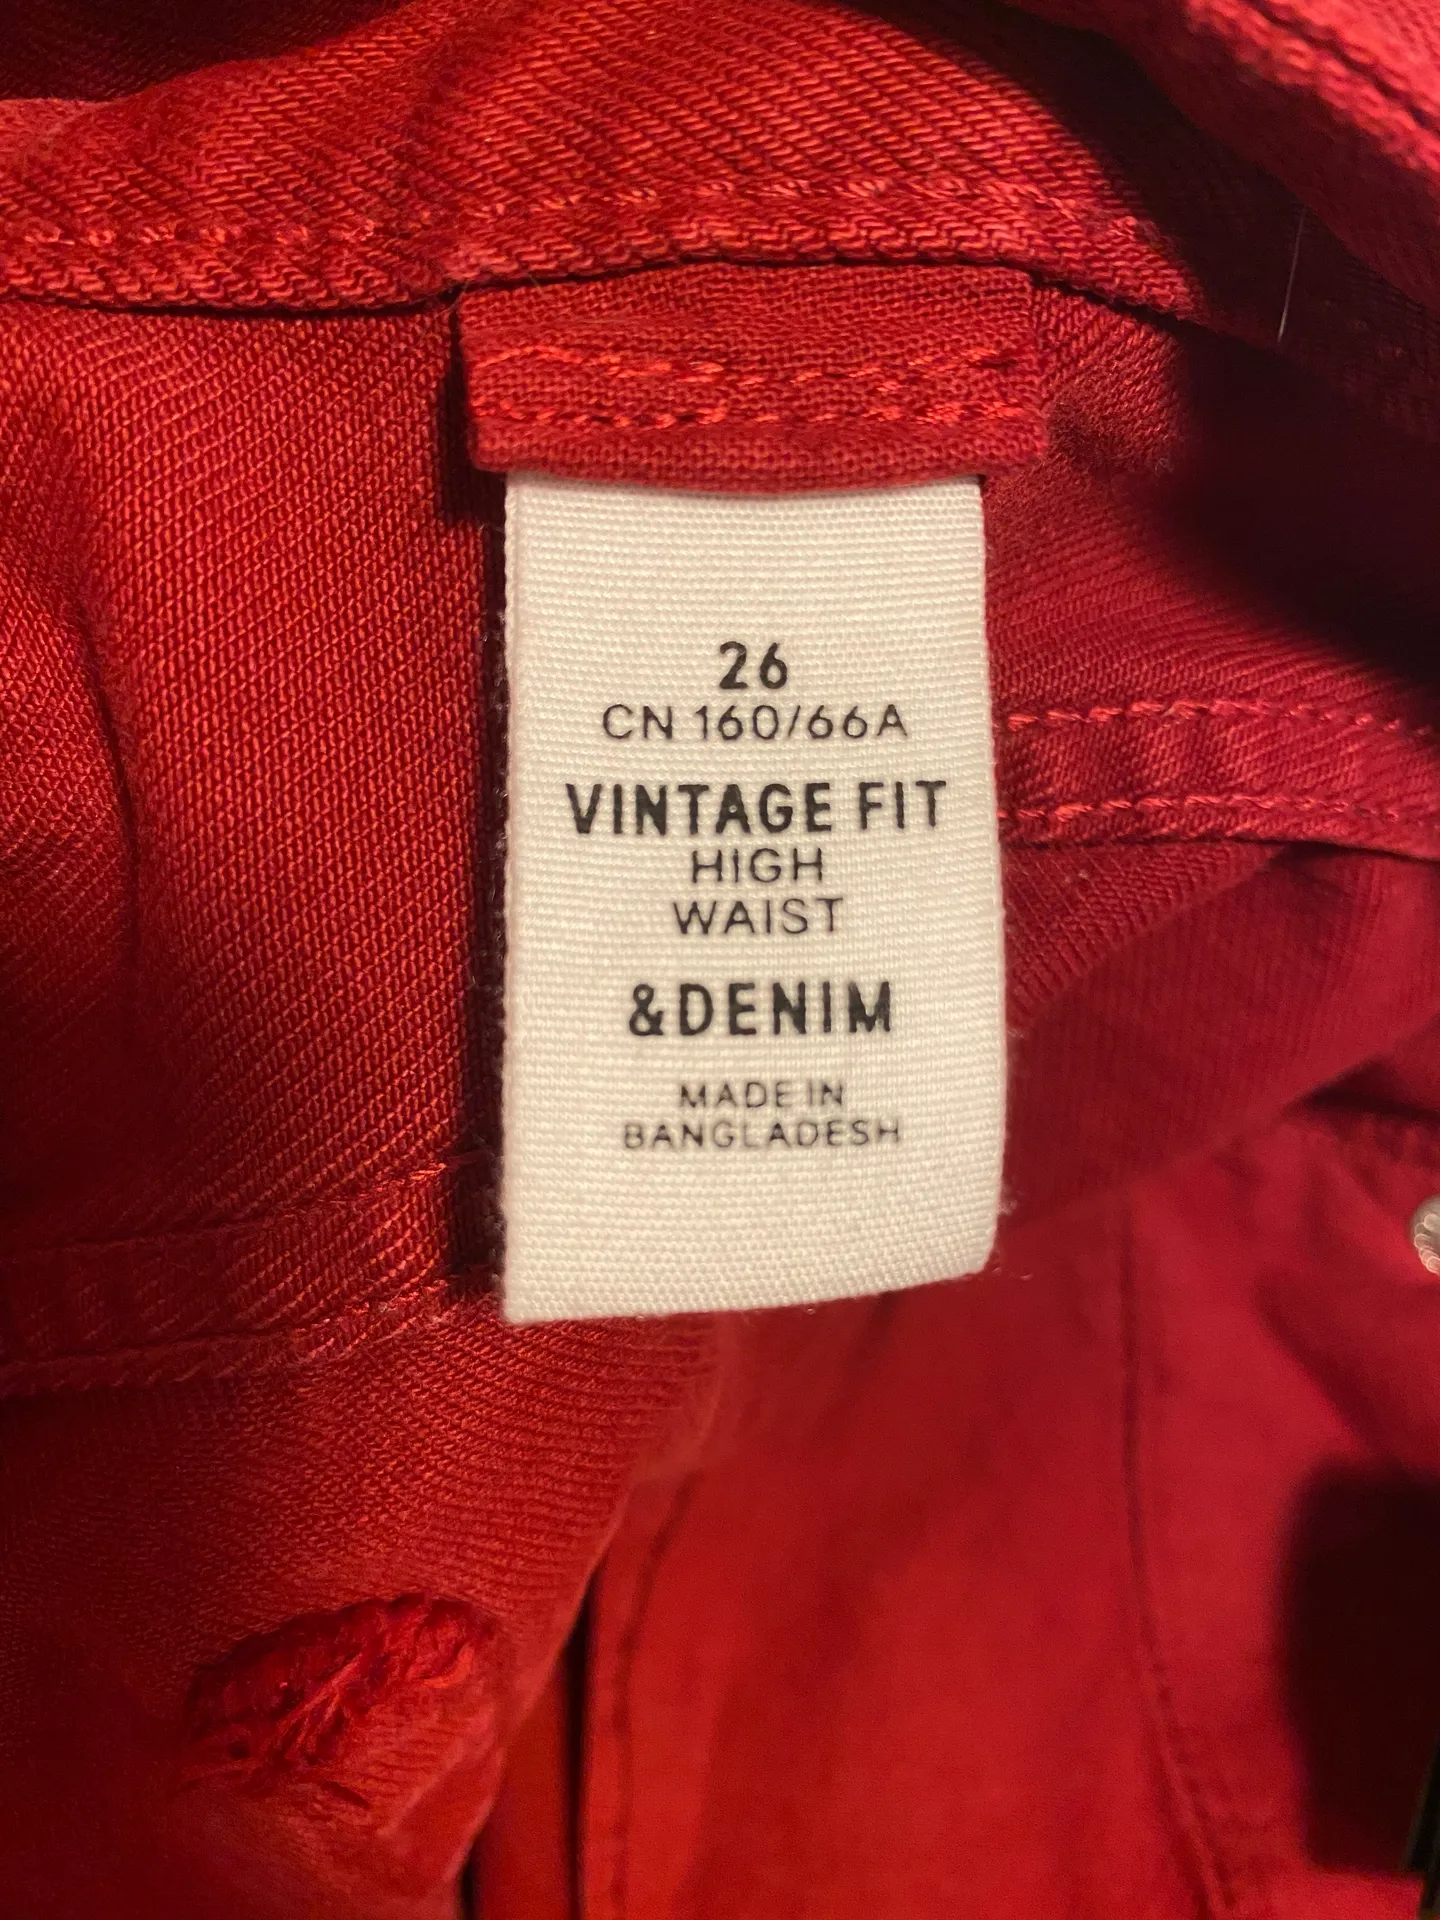 26
CN 160/66A
VINTAGE FIT
HIGH
WAIST
&DENIM
MADE IN
BANGLADESH